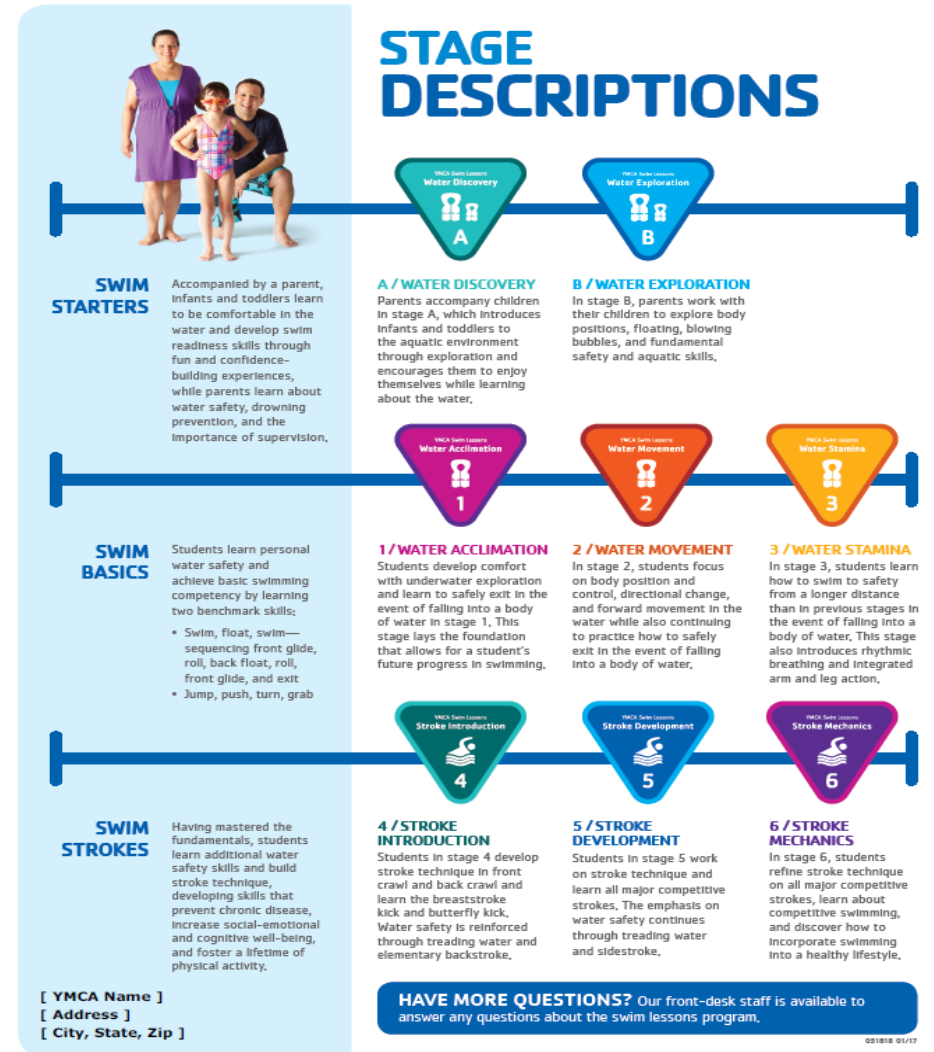 STAGE
DESCRIPTIONS
YMCA Swim Lessons
Water Discovery
A
YMCA Swim Lessons
Water Exploration
B
SWIM
STARTERS
Accompanied by a parent,
infants and toddlers learn
to be comfortable in the
water and develop swim
readiness skills through
fun and confidence-
building experiences,
while parents learn about
water safety, drowning
prevention, and the
importance of supervision.
A / WATER DISCOVERY
Parents accompany children
in stage A, which introduces
infants and toddlers to
the aquatic environment
through exploration and
encourages them to enjoy
themselves while learning
about the water.
B / WATER EXPLORATION
In stage B, parents work with
their children to explore body
positions, floating, blowing
bubbles, and fundamental
safety and aquatic skills.
YMCA Swim Lessons
Water Acclimation
1
YMCA Swim Lessons
Water Movement
2
YMCA Swim Lessons
Water Stamina
3
SWIM
BASICS
Students learn personal
water safety and
achieve basic swimming
competency by learning
two benchmark skills:
• Swim, float, swim—
sequencing front glide,
roll, back float, roll,
front glide, and exit
• Jump, push, turn, grab
1 / WATER ACCLIMATION
Students develop comfort
with underwater exploration
and learn to safely exit in the
event of falling into a body
of water in stage 1. This
stage lays the foundation
that allows for a student's
future progress in swimming.
2 / WATER MOVEMENT
In stage 2, students focus
on body position and
control, directional change,
and forward movement in the
water while also continuing
to practice how to safely
exit in the event of falling
into a body of water.
3 / WATER STAMINA
In stage 3, students learn
how to swim to safety
from a longer distance
than in previous stages in
the event of falling into a
body of water. This stage
also introduces rhythmic
breathing and integrated
arm and leg action.
YMCA Swim Lessons
Stroke Introduction
4
YMCA Swim Lessons
Stroke Development
5
YMCA Swim Lessons
Stroke Mechanics
6
SWIM
STROKES
Having mastered the
fundamentals, students
learn additional water
safety skills and build
stroke technique,
developing skills that
prevent chronic disease,
increase social-emotional
and cognitive well-being,
and foster a lifetime of
physical activity.
4 / STROKE
INTRODUCTION
Students in stage 4 develop
stroke technique in front
crawl and back crawl and
learn the breaststroke
kick and butterfly kick.
Water safety is reinforced
through treading water and
elementary backstroke.
5 / STROKE
DEVELOPMENT
Students in stage 5 work
on stroke technique and
learn all major competitive
strokes. The emphasis on
water safety continues
through treading water
and sidestroke.
6 / STROKE
MECHANICS
In stage 6, students
refine stroke technique
on all major competitive
strokes, learn about
competitive swimming,
and discover how to
incorporate swimming
into a healthy lifestyle.
[ YMCA Name ]
[ Address ]
[ City, State, Zip ]
HAVE MORE QUESTIONS? Our front-desk staff is available to
answer any questions about the swim lessons program.
051818 01/17